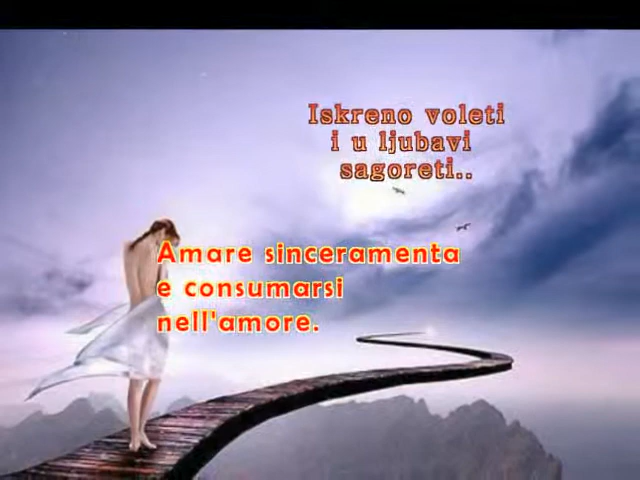 Iskreno voleti
i u ljubavi
sagoreti..
Amare sinceramenta
e consumarsi
nell'amore.